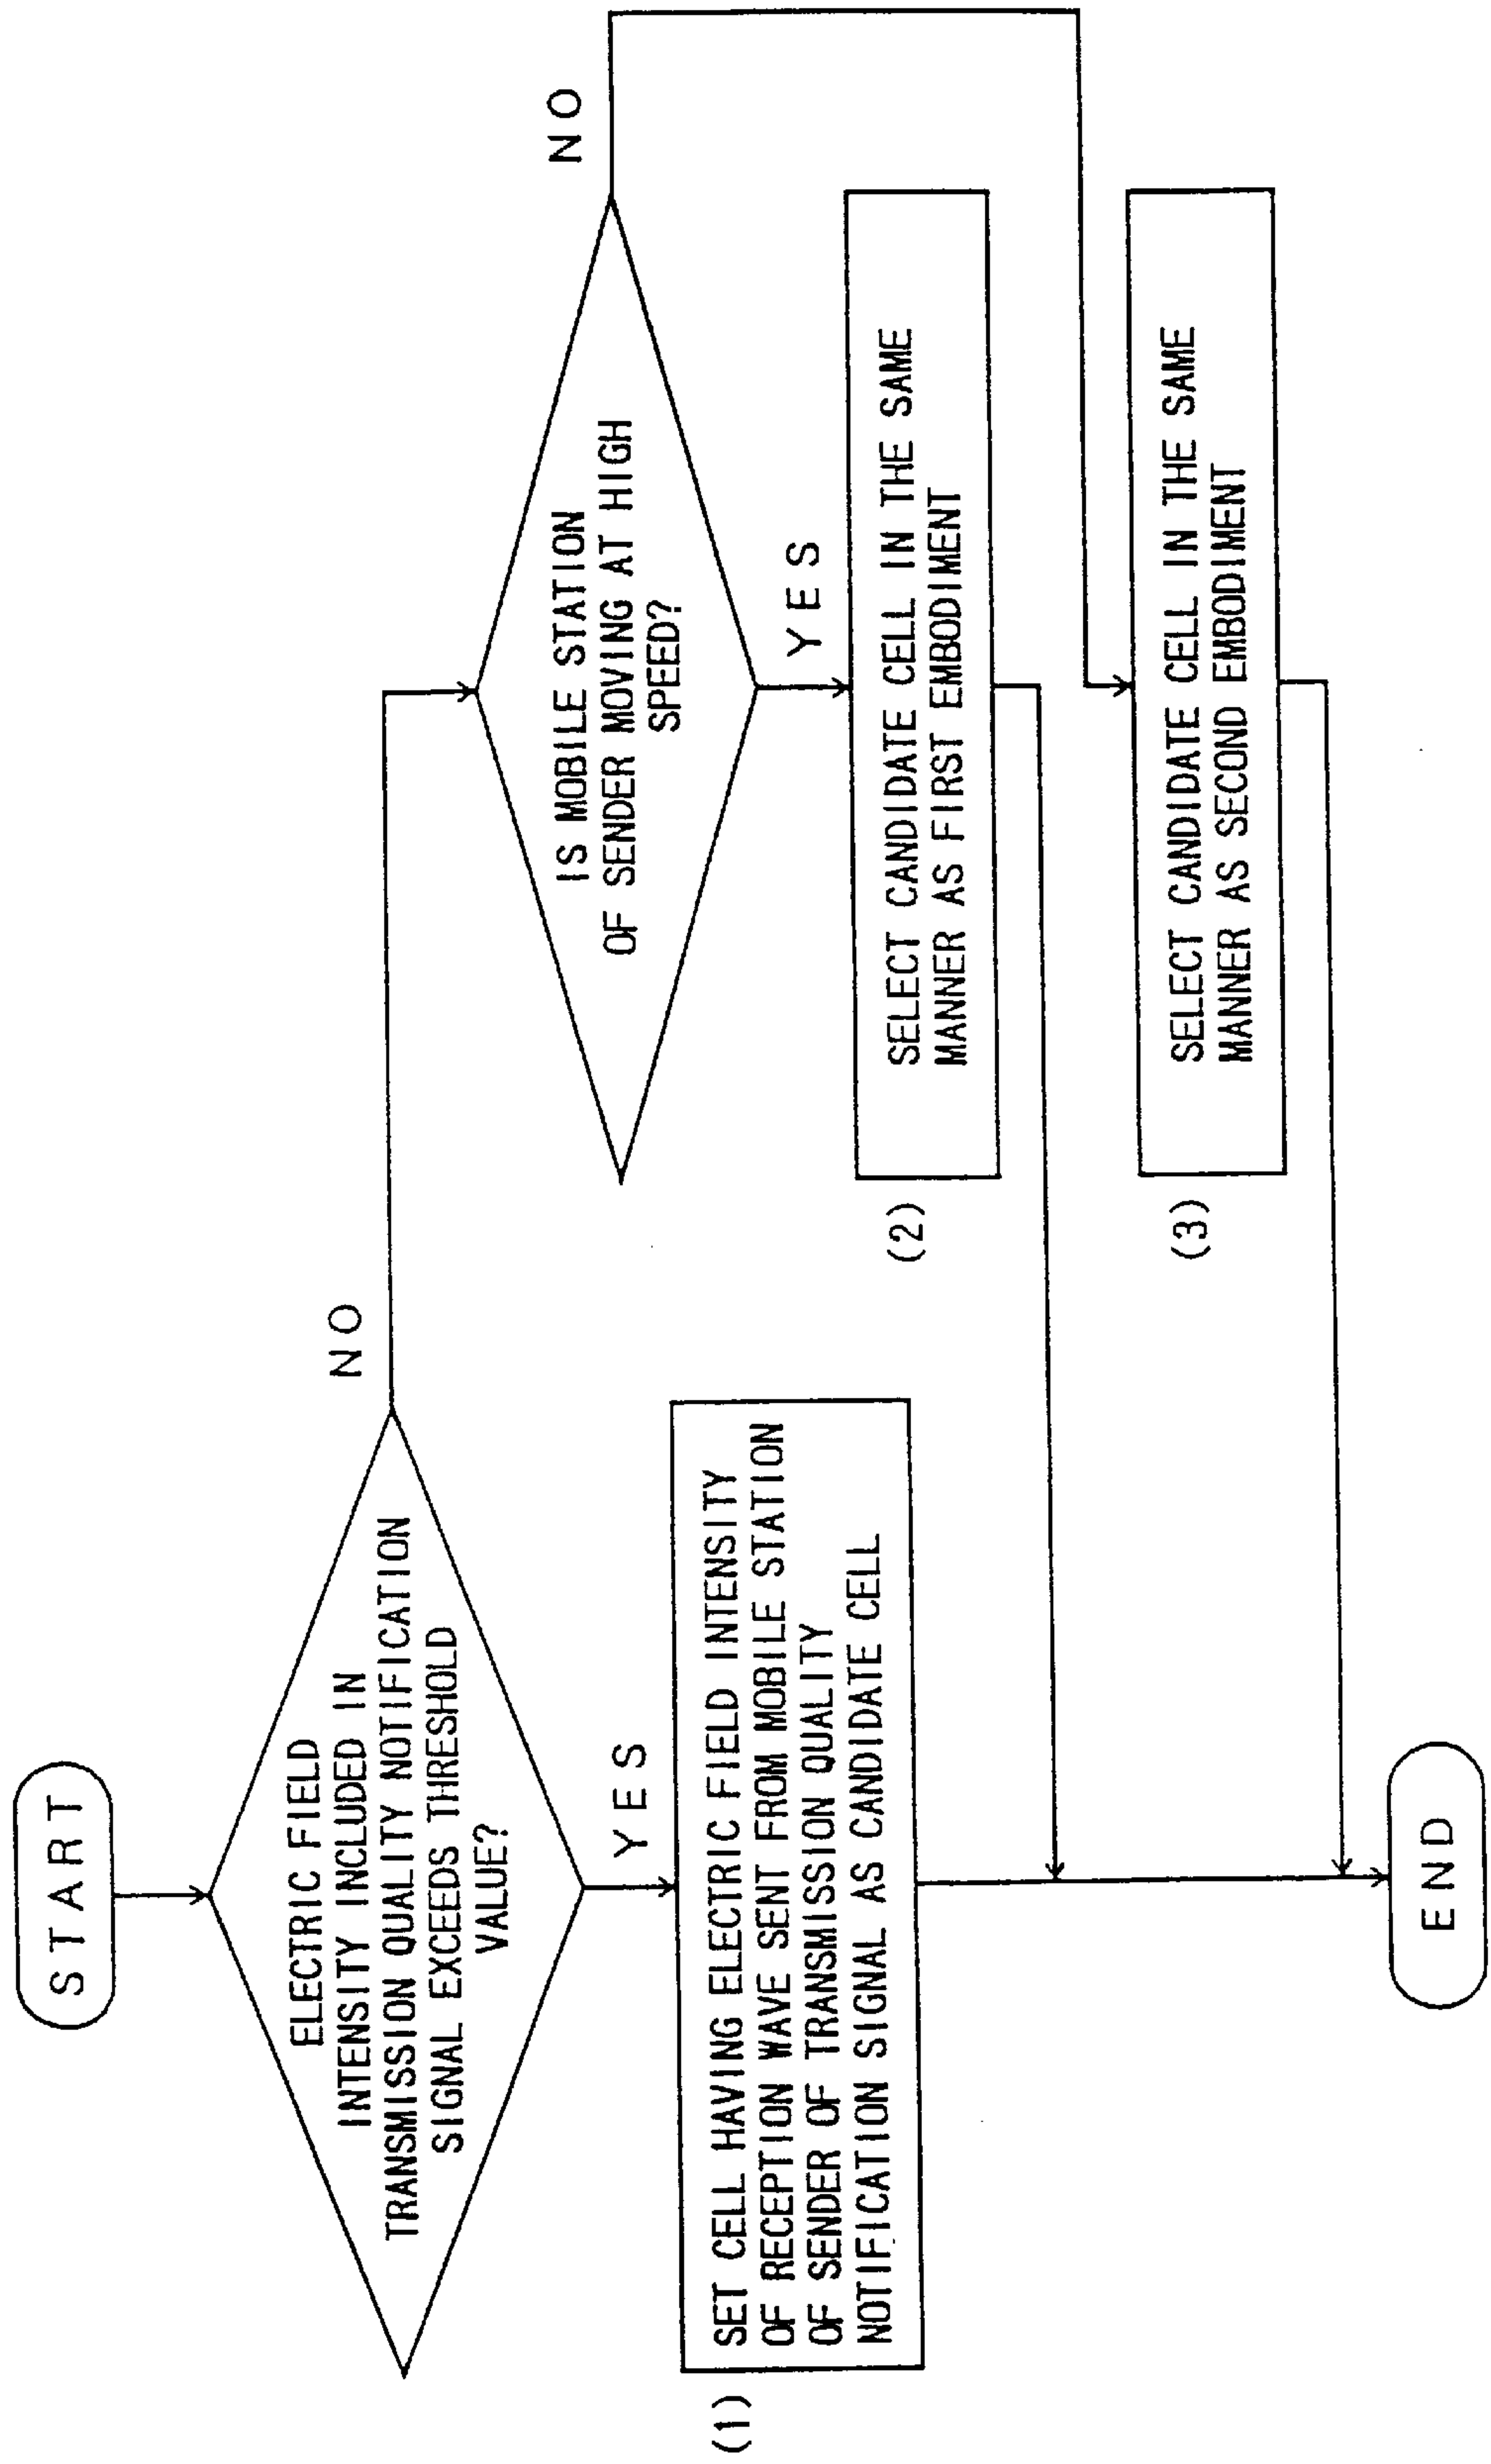 START
ELECTRIC FIELD
INTENSITY INCLUDED IN
TRANSMISSION QUALITY NOTIFICATION
SIGNAL EXCEEDS THRESHOLD
VALUE?
NO
YES
(1)
SET CELL HAVING ELECTRIC FIELD INTENSITY
OF RECEPTION WAVE SENT FROM MOBILE STATION
OF SENDER OF TRANSMISSION QUALITY
NOTIFICATION SIGNAL AS CANDIDATE CELL
IS MOBILE STATION
OF SENDER MOVING AT HIGH
SPEED?
NO
YES
(2)
SELECT CANDIDATE CELL IN THE SAME
MANNER AS FIRST EMBODIMENT
(3)
SELECT CANDIDATE CELL IN THE SAME
MANNER AS SECOND EMBODIMENT
END